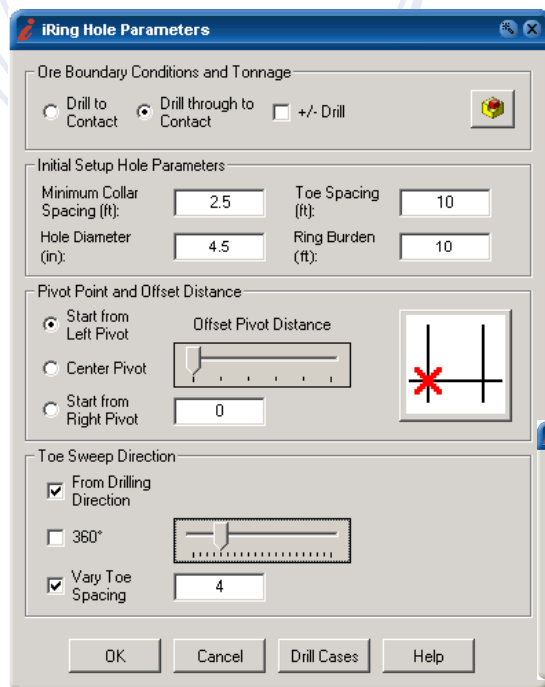 iRing Hole Parameters
Ore Boundary Conditions and Tonnage
Drill to
Contact
Drill through to
Contact
+/- Drill
Initial Setup Hole Parameters
Minimum Collar
Spacing (ft):
2.5
Toe Spacing
(ft):
10
Hole Diameter
(in):
4.5
Ring Burden
(ft):
10
Pivot Point and Offset Distance
Start from
Left Pivot
Offset Pivot Distance
Center Pivot
Start from
Right Pivot
0
Toe Sweep Direction
From Drilling
Direction
360°
Vary Toe
Spacing
4
OK
Cancel
Drill Cases
Help